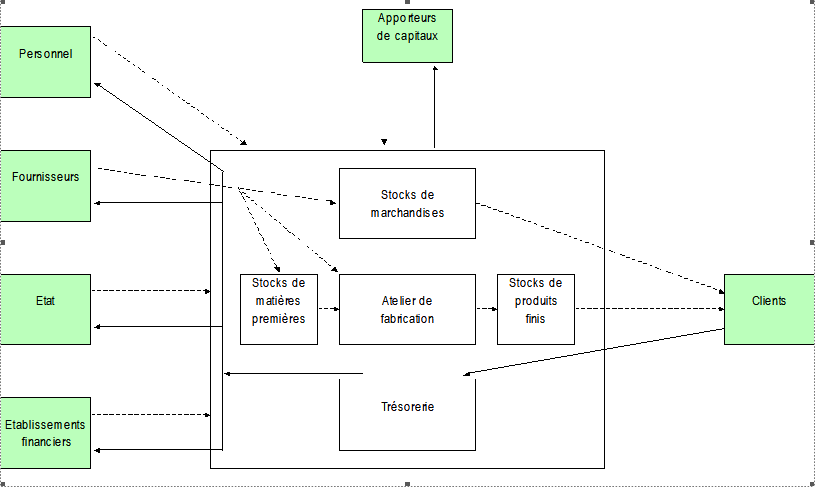 Apporteurs
de capitaux
Personnel
Fournisseurs
Stocks de
marchandises
Etat
Stocks de
matières
premières
Atelier de
fabrication
Stocks de
produits
finis
Clients
Trésorerie
Etablissements
financiers